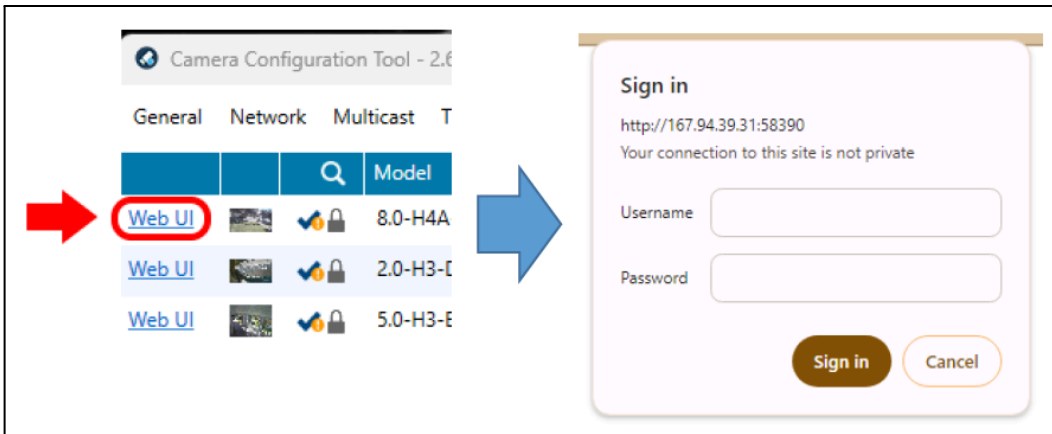 Camera Configuration Tool - 2.6
General Network Multicast T
Model
Web UI 8.0-H4A
Web UI 2.0-H3-D
Web UI 5.0-H3-E
Sign in
http://167.94.39.31:58390
Your connection to this site is not private
Username
Password
Sign in Cancel